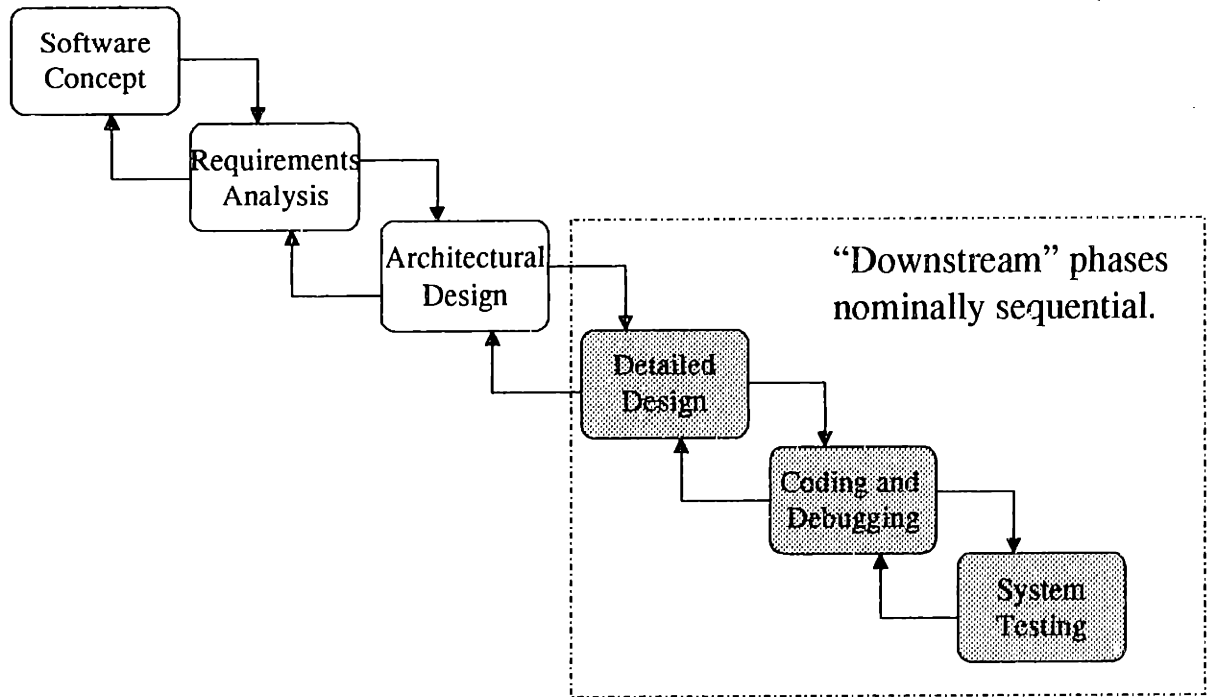 Software
Concept
Requirements
Analysis
Architectural
Design
“Downstream” phases
nominally sequential.
Detailed
Design
Coding and
Debugging
System
Testing